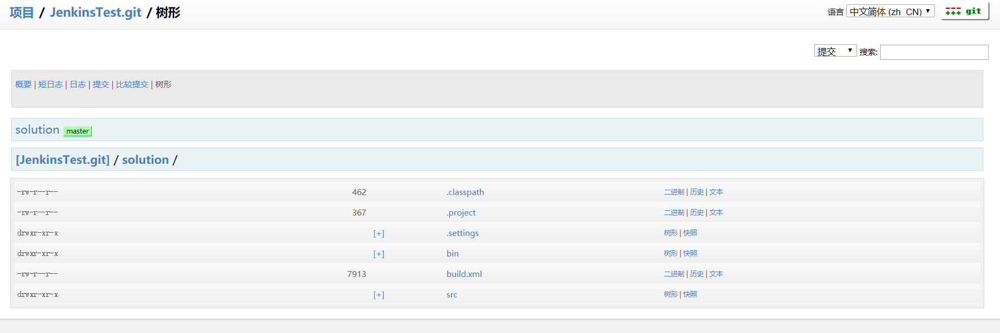 项目 / JenkinsTest.git / 树形
语言 中文简体 (zh_CN) git
提交 搜索:
概要 | 短日志 | 日志 | 提交 | 比较提交 | 树形
solution master
[JenkinsTest.git] / solution /
-rw-r--r-- 462 .classpath 二进制 | 历史 | 文本
-rw-r--r-- 367 .project 二进制 | 历史 | 文本
drwxr-xr-x [+] .settings 树形 | 快照
drwxr-xr-x [+] bin 树形 | 快照
-rw-r--r-- 7913 build.xml 二进制 | 历史 | 文本
drwxr-xr-x [+] src 树形 | 快照